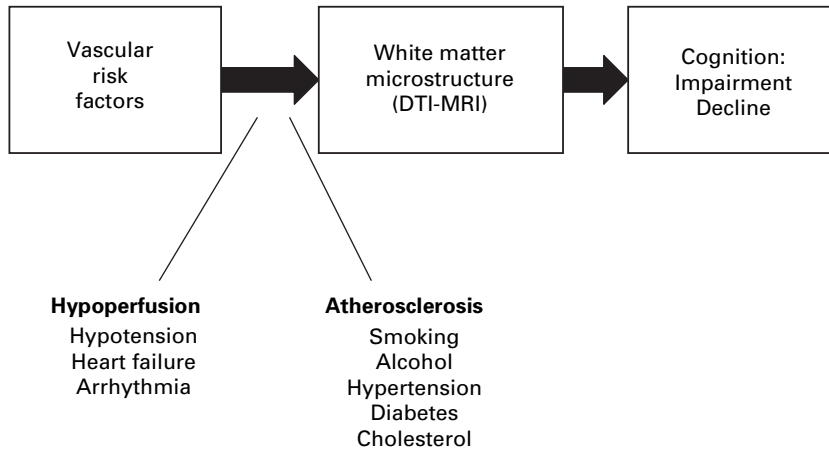 Vascular
risk
factors
White matter
microstructure
(DTI-MRI)
Cognition:
Impairment
Decline
Hypoperfusion
Hypotension
Heart failure
Arrhythmia
Atherosclerosis
Smoking
Alcohol
Hypertension
Diabetes
Cholesterol